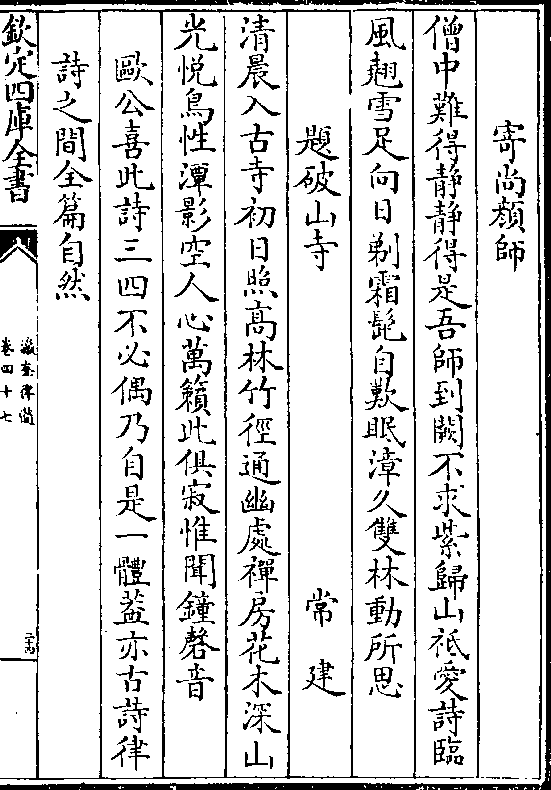 寄尚顔師
僧中難得静静得是吾師到闕不求紫歸山祇愛詩臨
風翹雪足向日剃霜髭自歎眠漳久雙林動所思
題破山寺　常建
清晨入古寺初日照高林竹徑通幽處禪房花木深山
光悦鳥性潭影空人心萬籟此俱寂惟聞鐘磬音
歐公喜此詩三四不必偶乃自是一體蓋亦古詩律
詩之間全篇自然
欽定四庫全書
瀛奎律髓
卷四十七